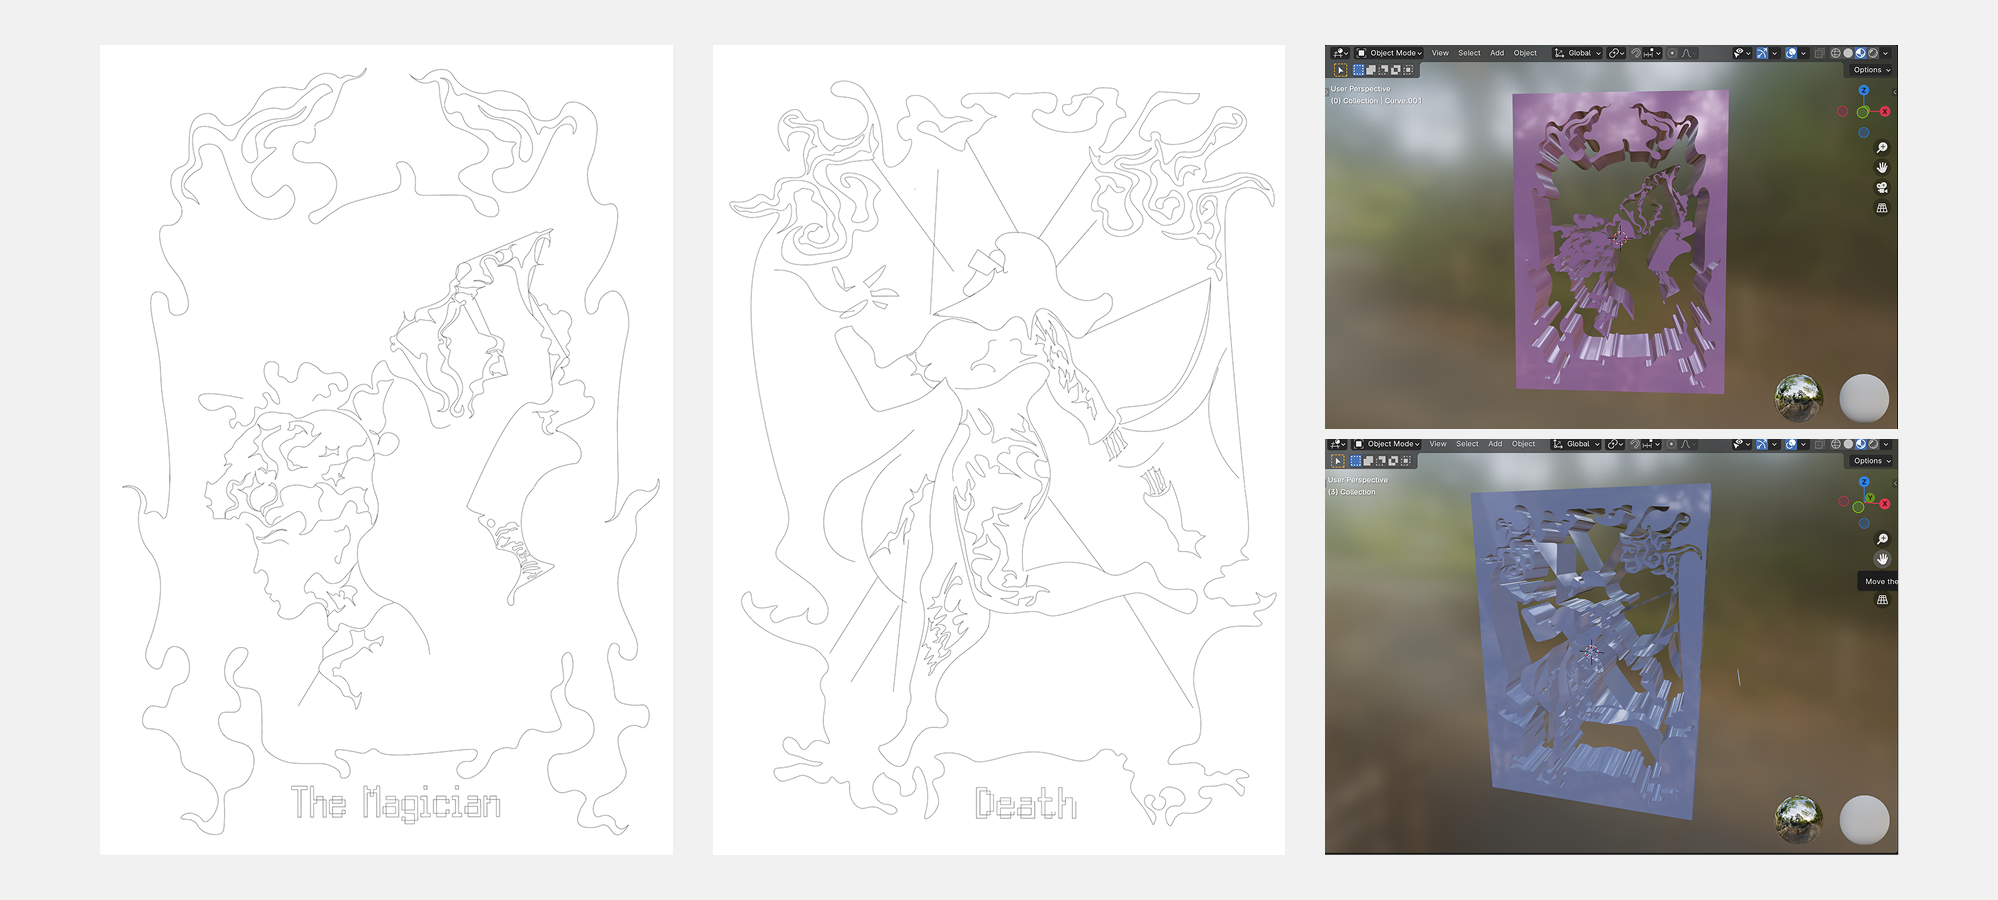 The Magician
Death
Object Mode View Select Add Object Global
Options
User Perspective
(0) Collection | Curve.001
Z
X
Object Mode View Select Add Object Global
Options
User Perspective
(3) Collection
Z
Y
X
Move the